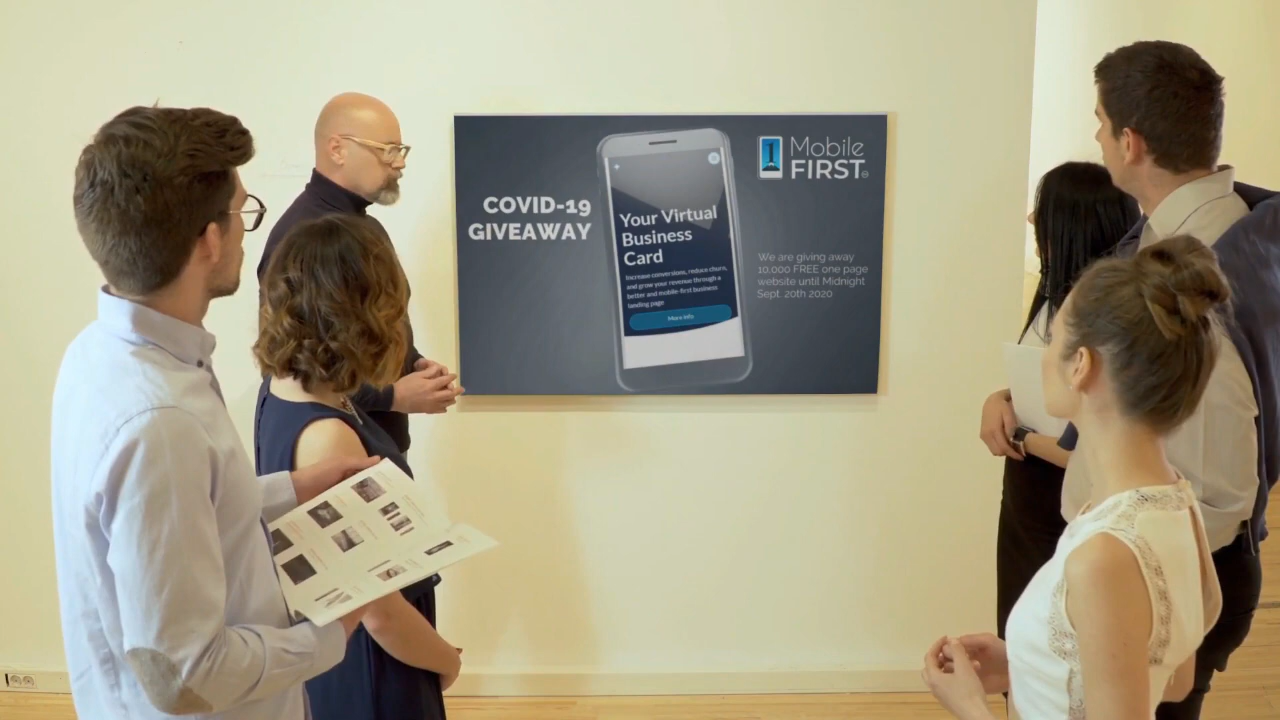 COVID-19
GIVEAWAY
Your Virtual
Business
Card
Increase conversions, reduce churn,
and grow your revenue through a
better and mobile-first business
landing page
More info
1
Mobile
FIRST
We are giving away
10,000 FREE one page
website until Midnight
Sept. 20th 2020